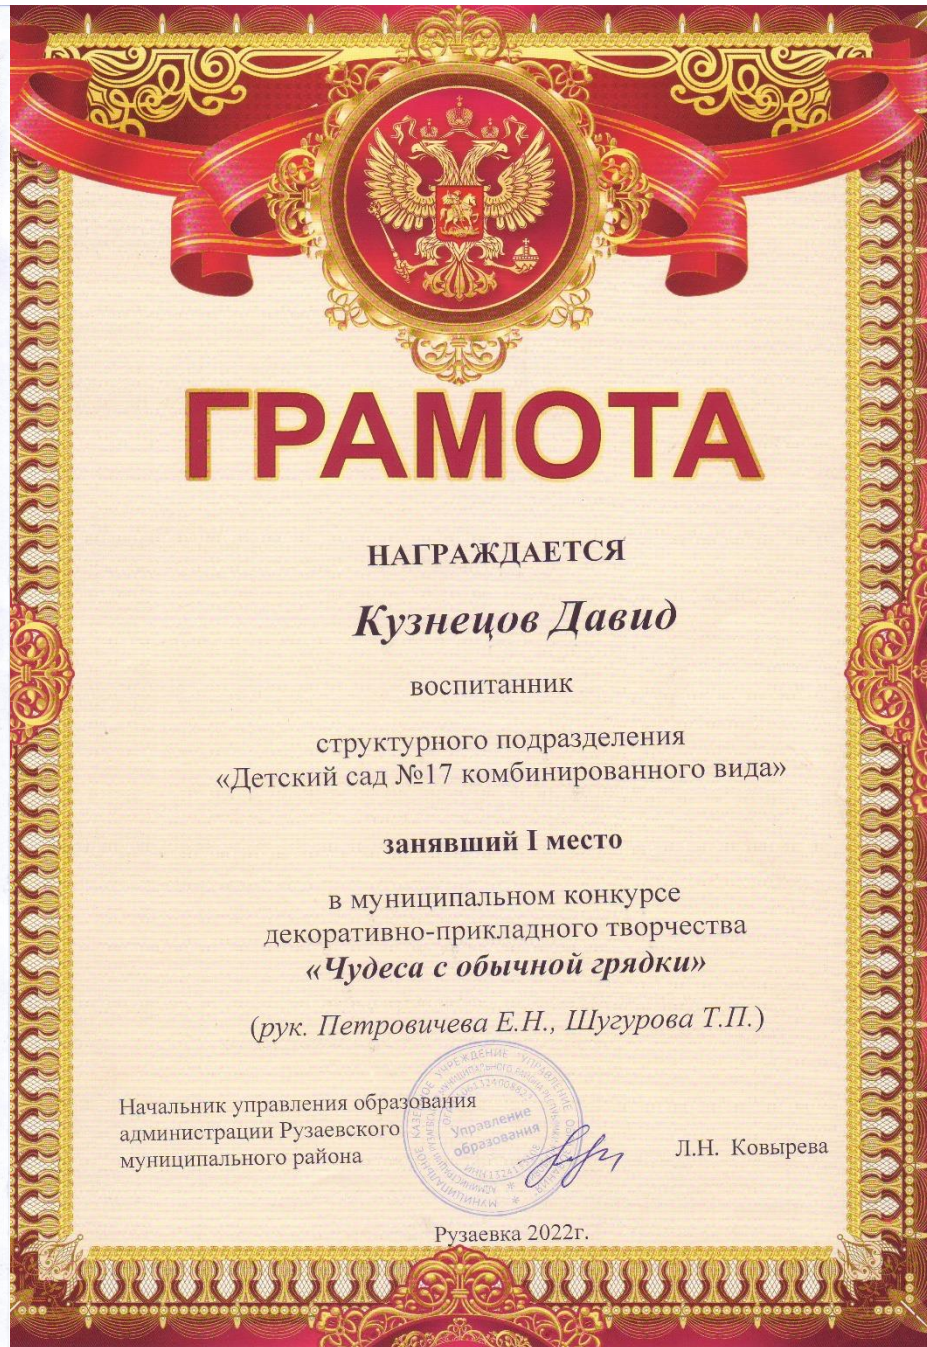 ГРАМОТА
НАГРАЖДАЕТСЯ
Кузнецов Давид
воспитанник
структурного подразделения
«Детский сад №17 комбинированного вида»
занявший I место
в муниципальном конкурсе
декоративно-прикладного творчества
«Чудеса с обычной грядки»
(рук. Петровичева Е.Н., Шугурова Т.П.)
Начальник управления образования
администрации Рузаевского
муниципального района
Л.Н. Ковырева
Управление
образования
Рузаевка 2022г.